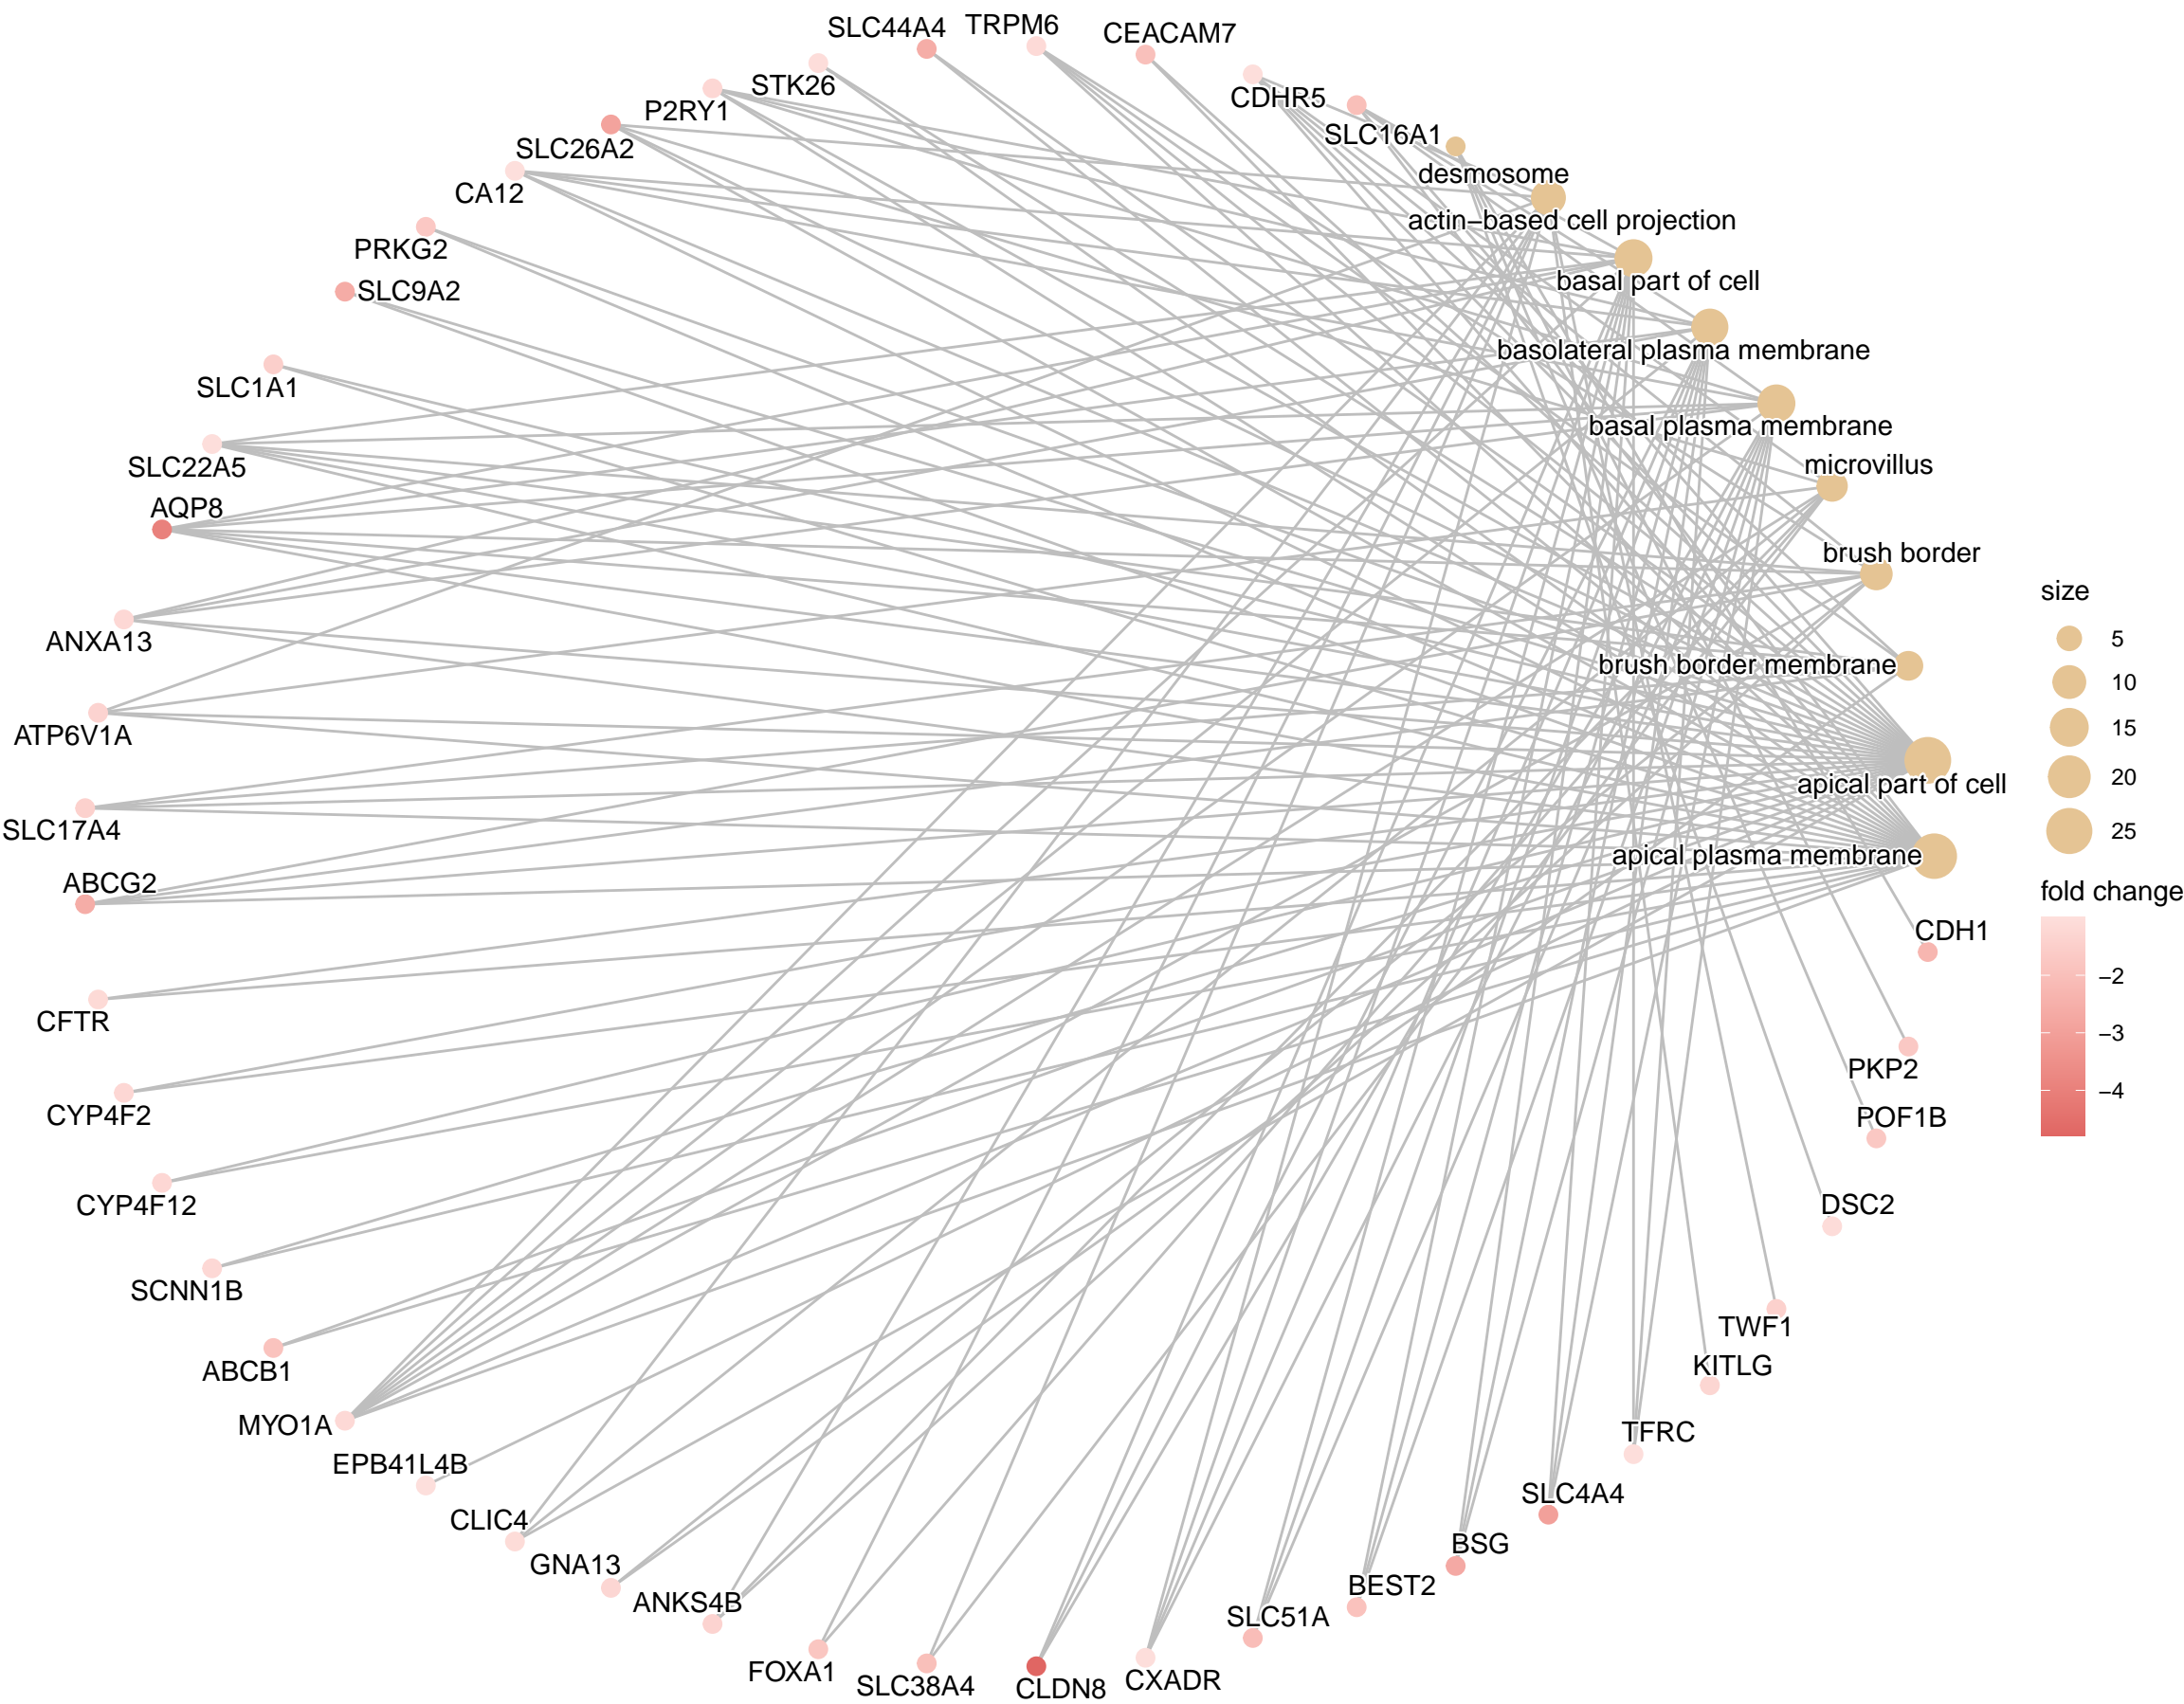 SLC44A4
TRPM6
CEACAM7
STK26
CDHR5
P2RY1
SLC16A1
SLC26A2
desmosome
CA12
actin–based cell projection
PRKG2
basal part of cell
SLC9A2
basolateral plasma membrane
SLC1A1
basal plasma membrane
SLC22A5
microvillus
AQP8
brush border
size
5
ANXA13
brush border membrane
10
ATP6V1A
15
apical part of cell
20
SLC17A4
25
apical plasma membrane
ABCG2
fold change
CDH1
–2
CFTR
–3
PKP2
–4
CYP4F2
POF1B
CYP4F12
DSC2
SCNN1B
TWF1
ABCB1
KITLG
MYO1A
TFRC
EPB41L4B
SLC4A4
CLIC4
BSG
GNA13
BEST2
ANKS4B
SLC51A
FOXA1
SLC38A4
CLDN8
CXADR